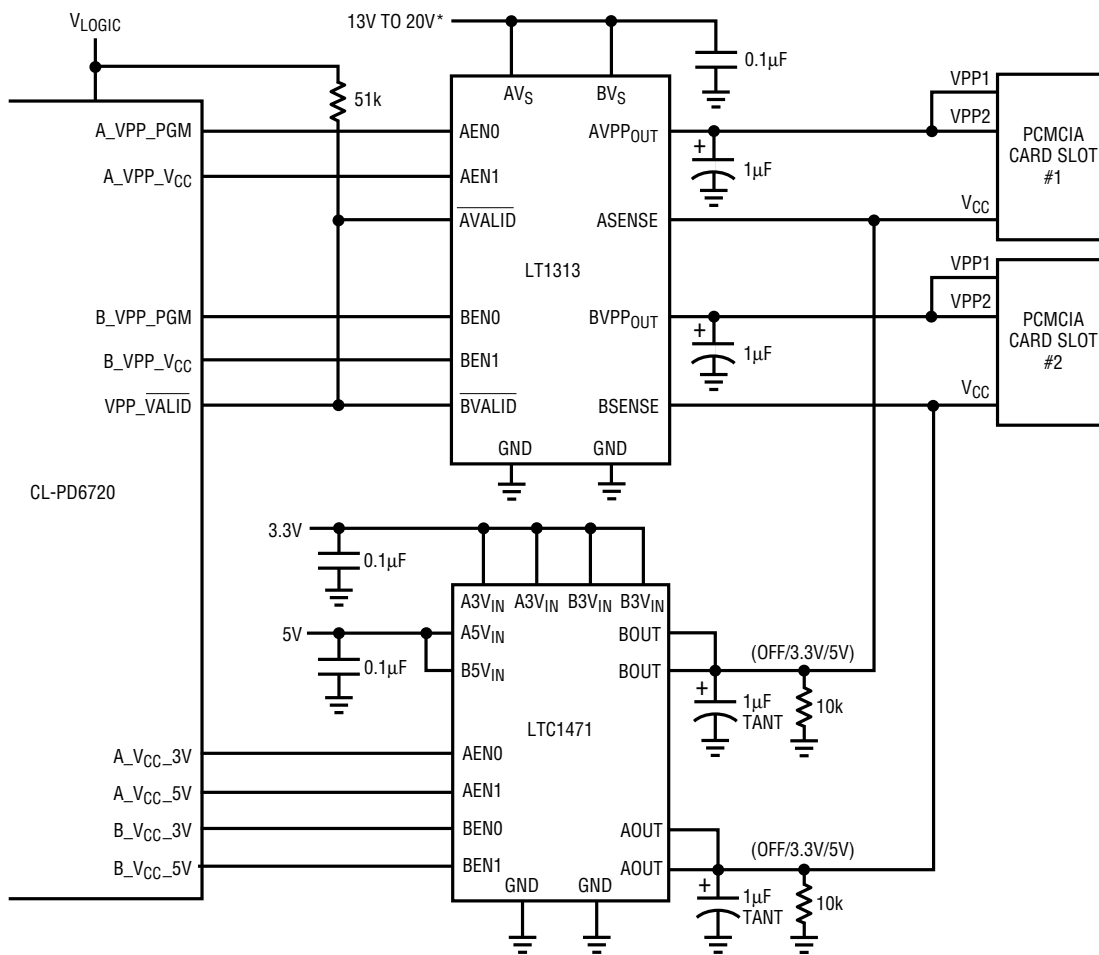 VLOGIC
13V TO 20V*
0.1µF
51k
AVS
BVS
VPP1
VPP2
PCMCIA
CARD SLOT
#1
VCC
A_VPP_PGM
AEN0
AVPPOUT
+
1µF
A_VPP_VCC
AEN1
AVALID
ASENSE
LT1313
VPP1
VPP2
PCMCIA
CARD SLOT
#2
VCC
B_VPP_PGM
BEN0
BVPPOUT
+
1µF
B_VPP_VCC
BEN1
VPP_VALID
BVALID
BSENSE
GND
GND
CL-PD6720
3.3V
0.1µF
A3VIN
A3VIN
B3VIN
B3VIN
5V
0.1µF
A5VIN
B5VIN
BOUT
BOUT
(OFF/3.3V/5V)
+
1µF
TANT
10k
LTC1471
A_VCC_3V
AEN0
A_VCC_5V
AEN1
B_VCC_3V
BEN0
B_VCC_5V
BEN1
AOUT
AOUT
(OFF/3.3V/5V)
+
1µF
TANT
10k
GND
GND